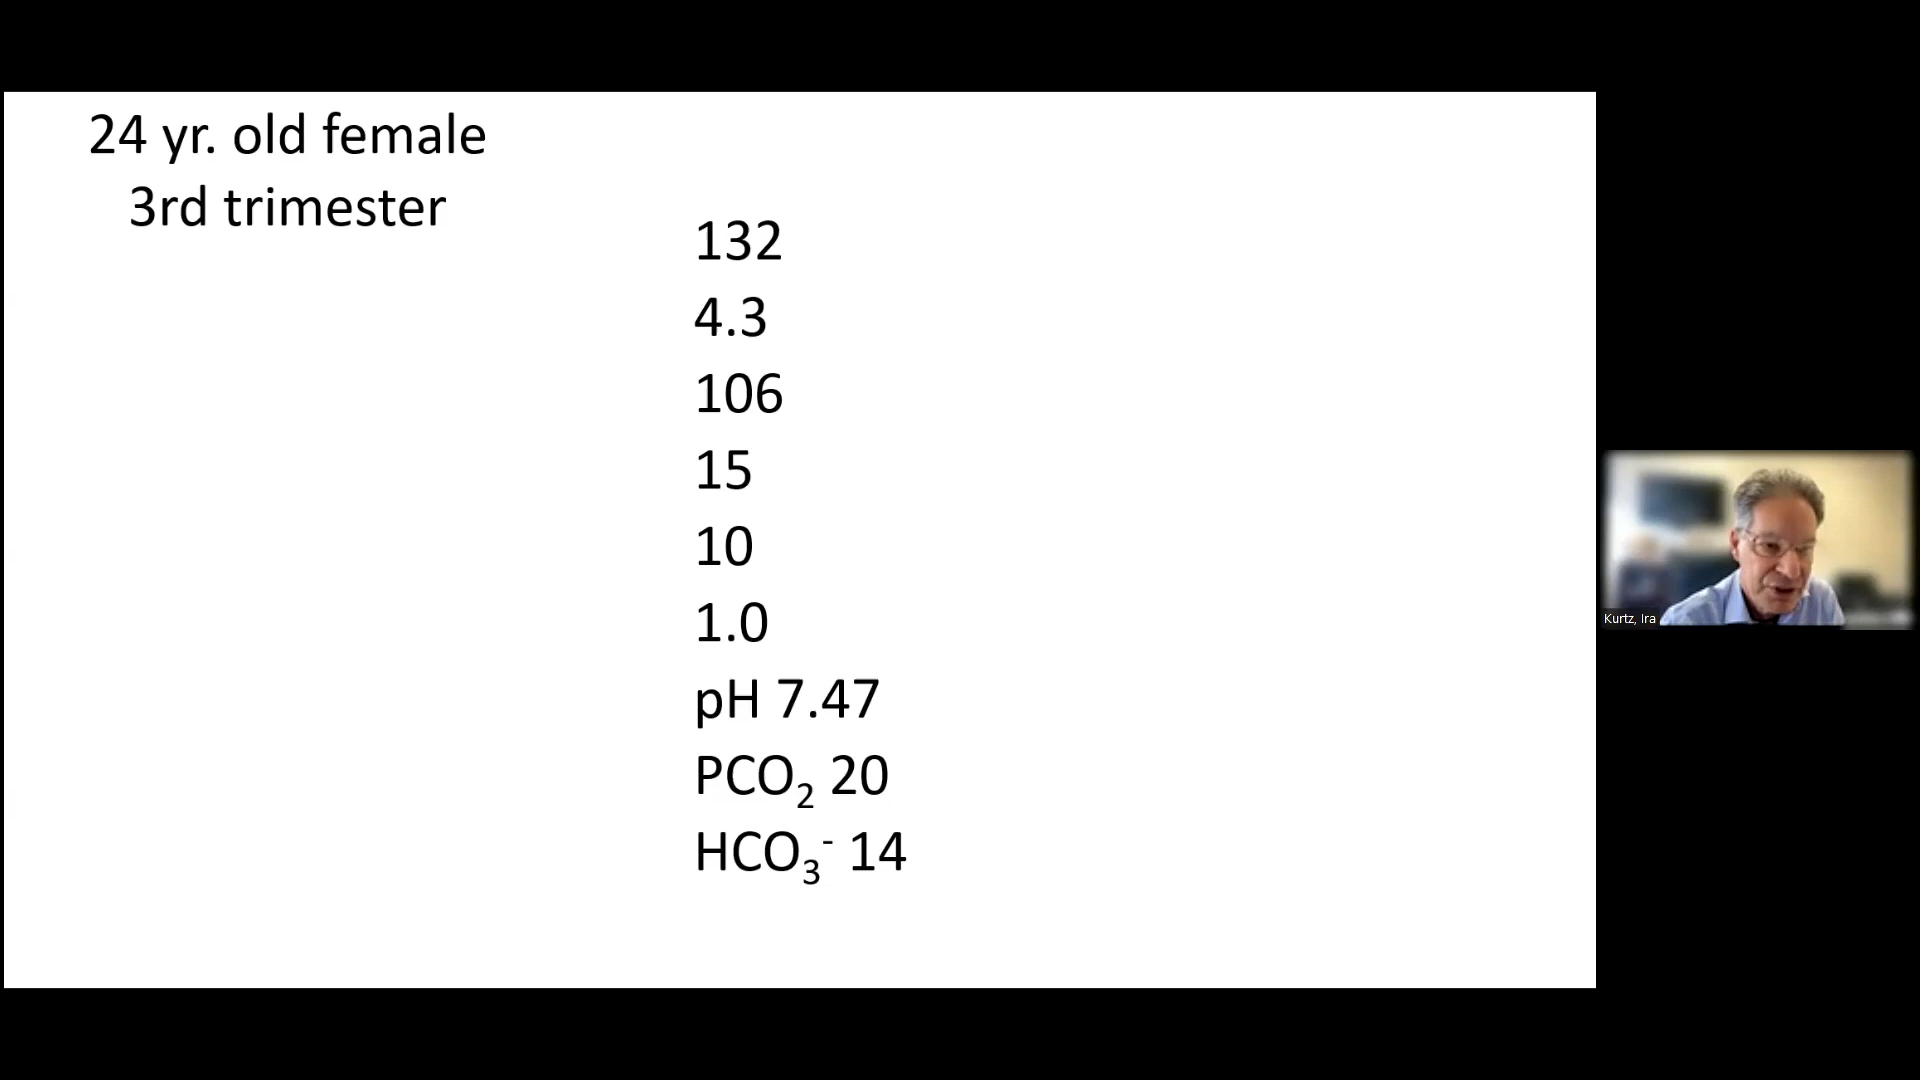 24 yr. old female
3rd trimester
132
4.3
106
15
10
1.0
pH 7.47
PCO₂ 20
HCO₃⁻ 14
Kurtz, Ira